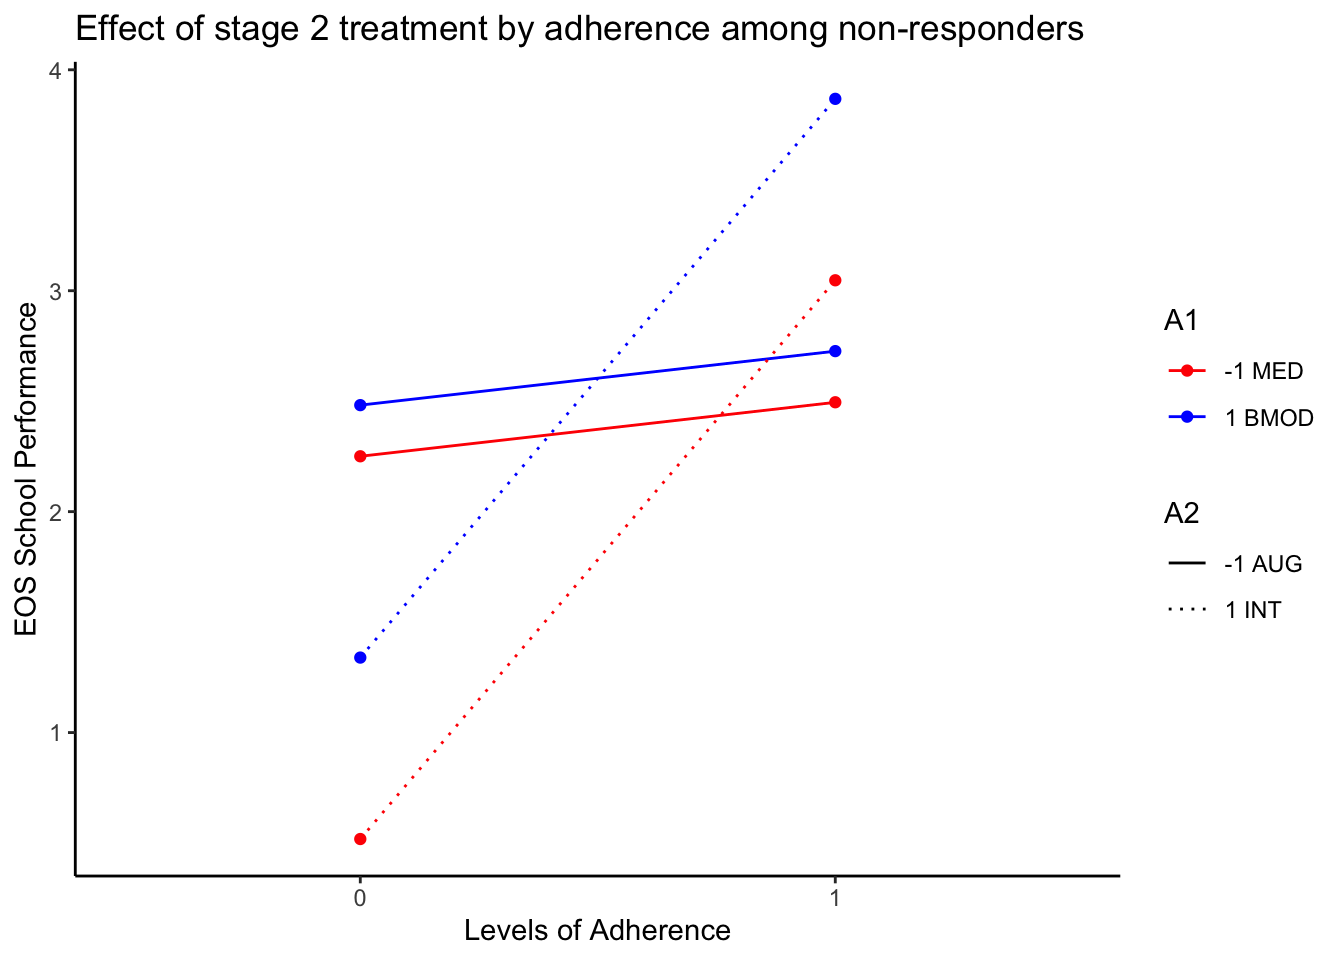 Effect of stage 2 treatment by adherence among non-responders
4
3
2
1
EOS School Performance
0
1
Levels of Adherence
A1
-1 MED
1 BMOD
A2
-1 AUG
1 INT